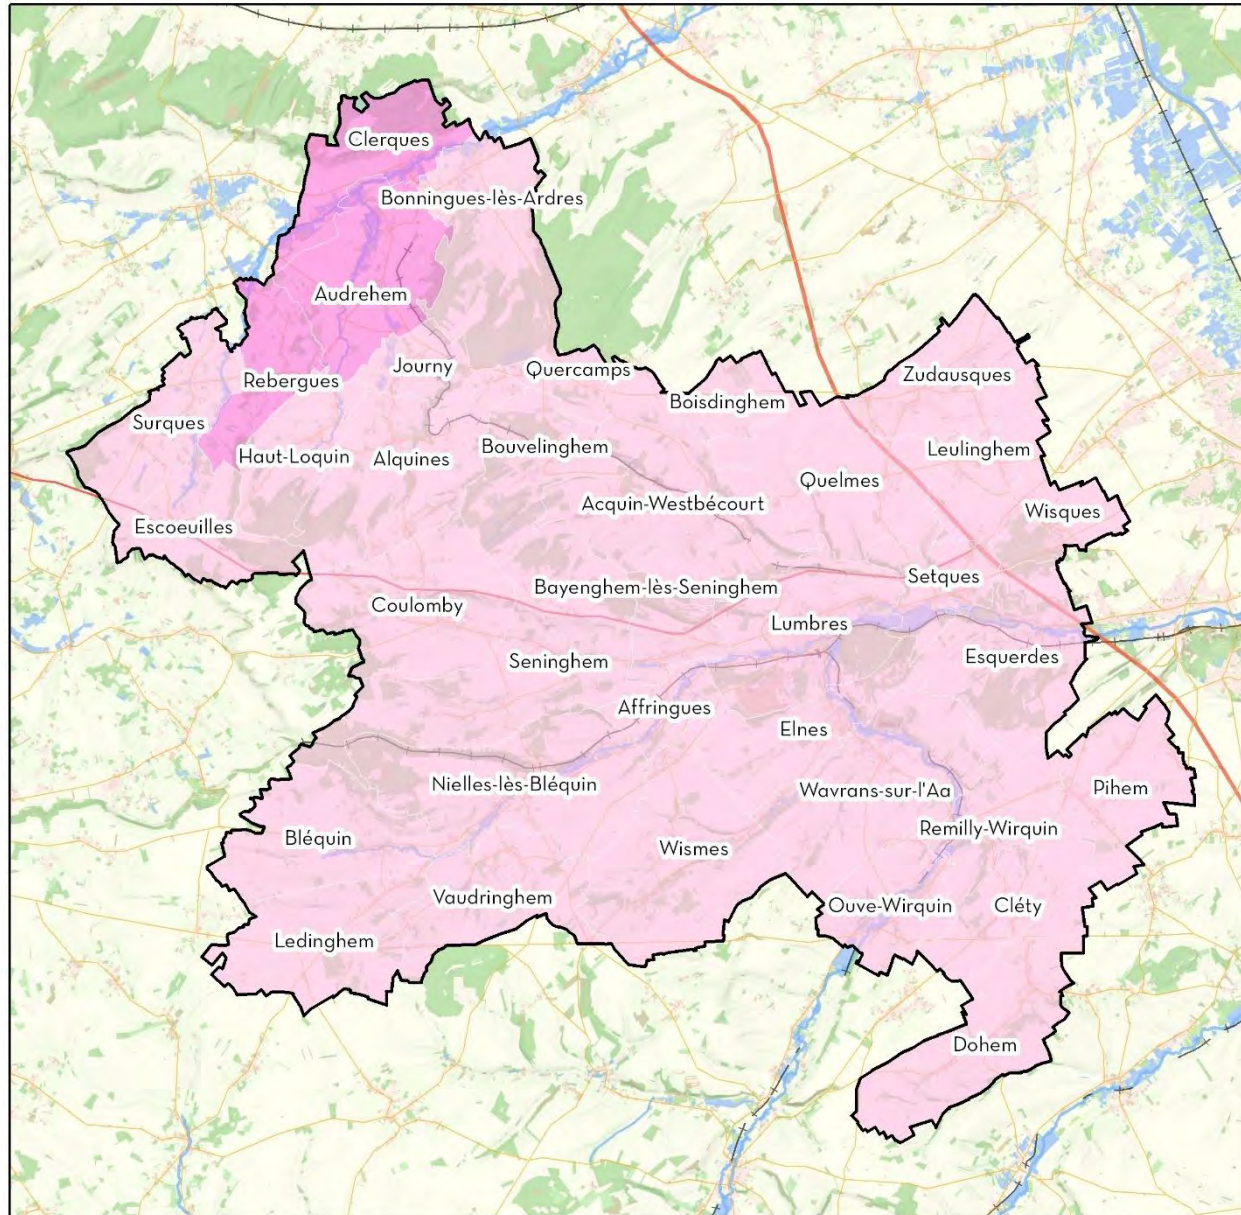 Clerques
Bonningues-lès-Ardres
Audrehem
Journy
Quercamps
Rebergues
Zudausques
Boisdinghem
Surques
Bouvelinghem
Leulinghem
Haut-Loquin
Alquines
Quelmes
Acquin-Westbécourt
Wisques
Escoeuilles
Setques
Bayenghem-lès-Seninghem
Coulomby
Lumbres
Seninghem
Esquerdes
Affringues
Elnes
Nielles-lès-Bléquin
Wavrans-sur-l'Aa
Pihem
Remilly-Wirquin
Bléquin
Wismes
Vaudringhem
Ouve-Wirquin
Cléty
Ledinghem
Dohem